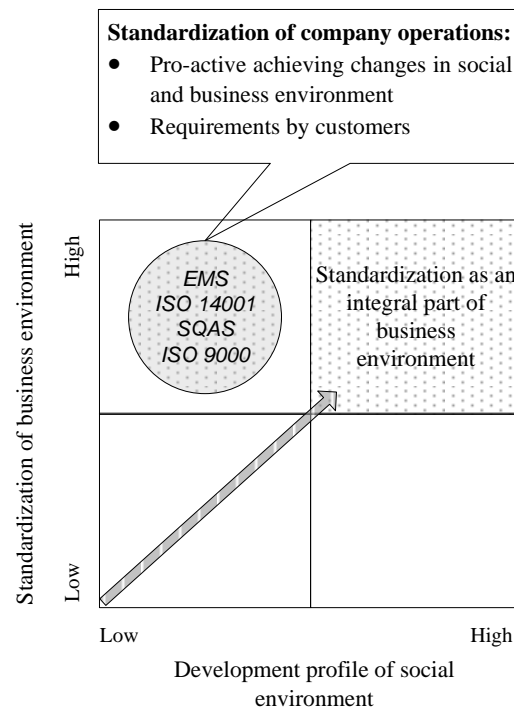 Standardization of company operations:
● Pro-active achieving changes in social
and business environment
● Requirements by customers
Standardization of business environment
High
Low
EMS
ISO 14001
SQAS
ISO 9000
Standardization as an
integral part of
business
environment
Low
High
Development profile of social
environment